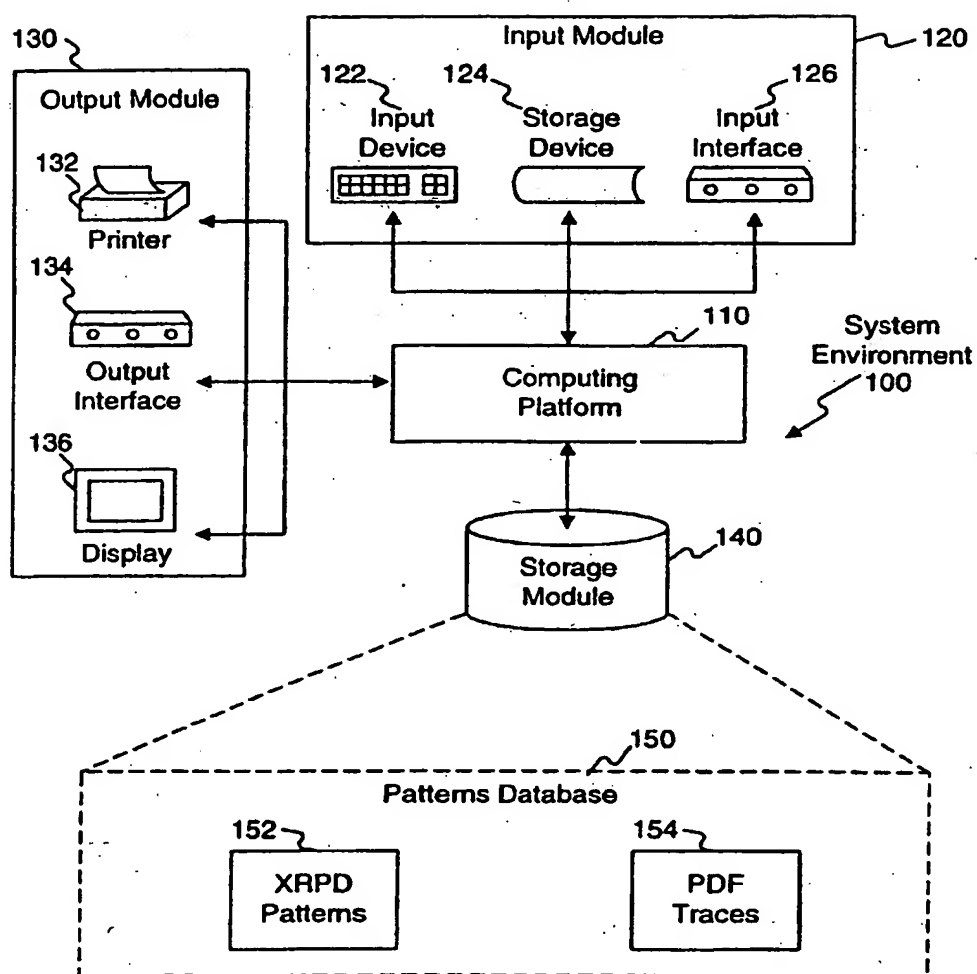 130
Output Module
132
Printer
134
Output
Interface
136
Display
Input Module
120
122
Input
Device
124
Storage
Device
126
Input
Interface
110
Computing
Platform
System
Environment
100
140
Storage
Module
150
Patterns Database
152
XRPD
Patterns
154
PDF
Traces